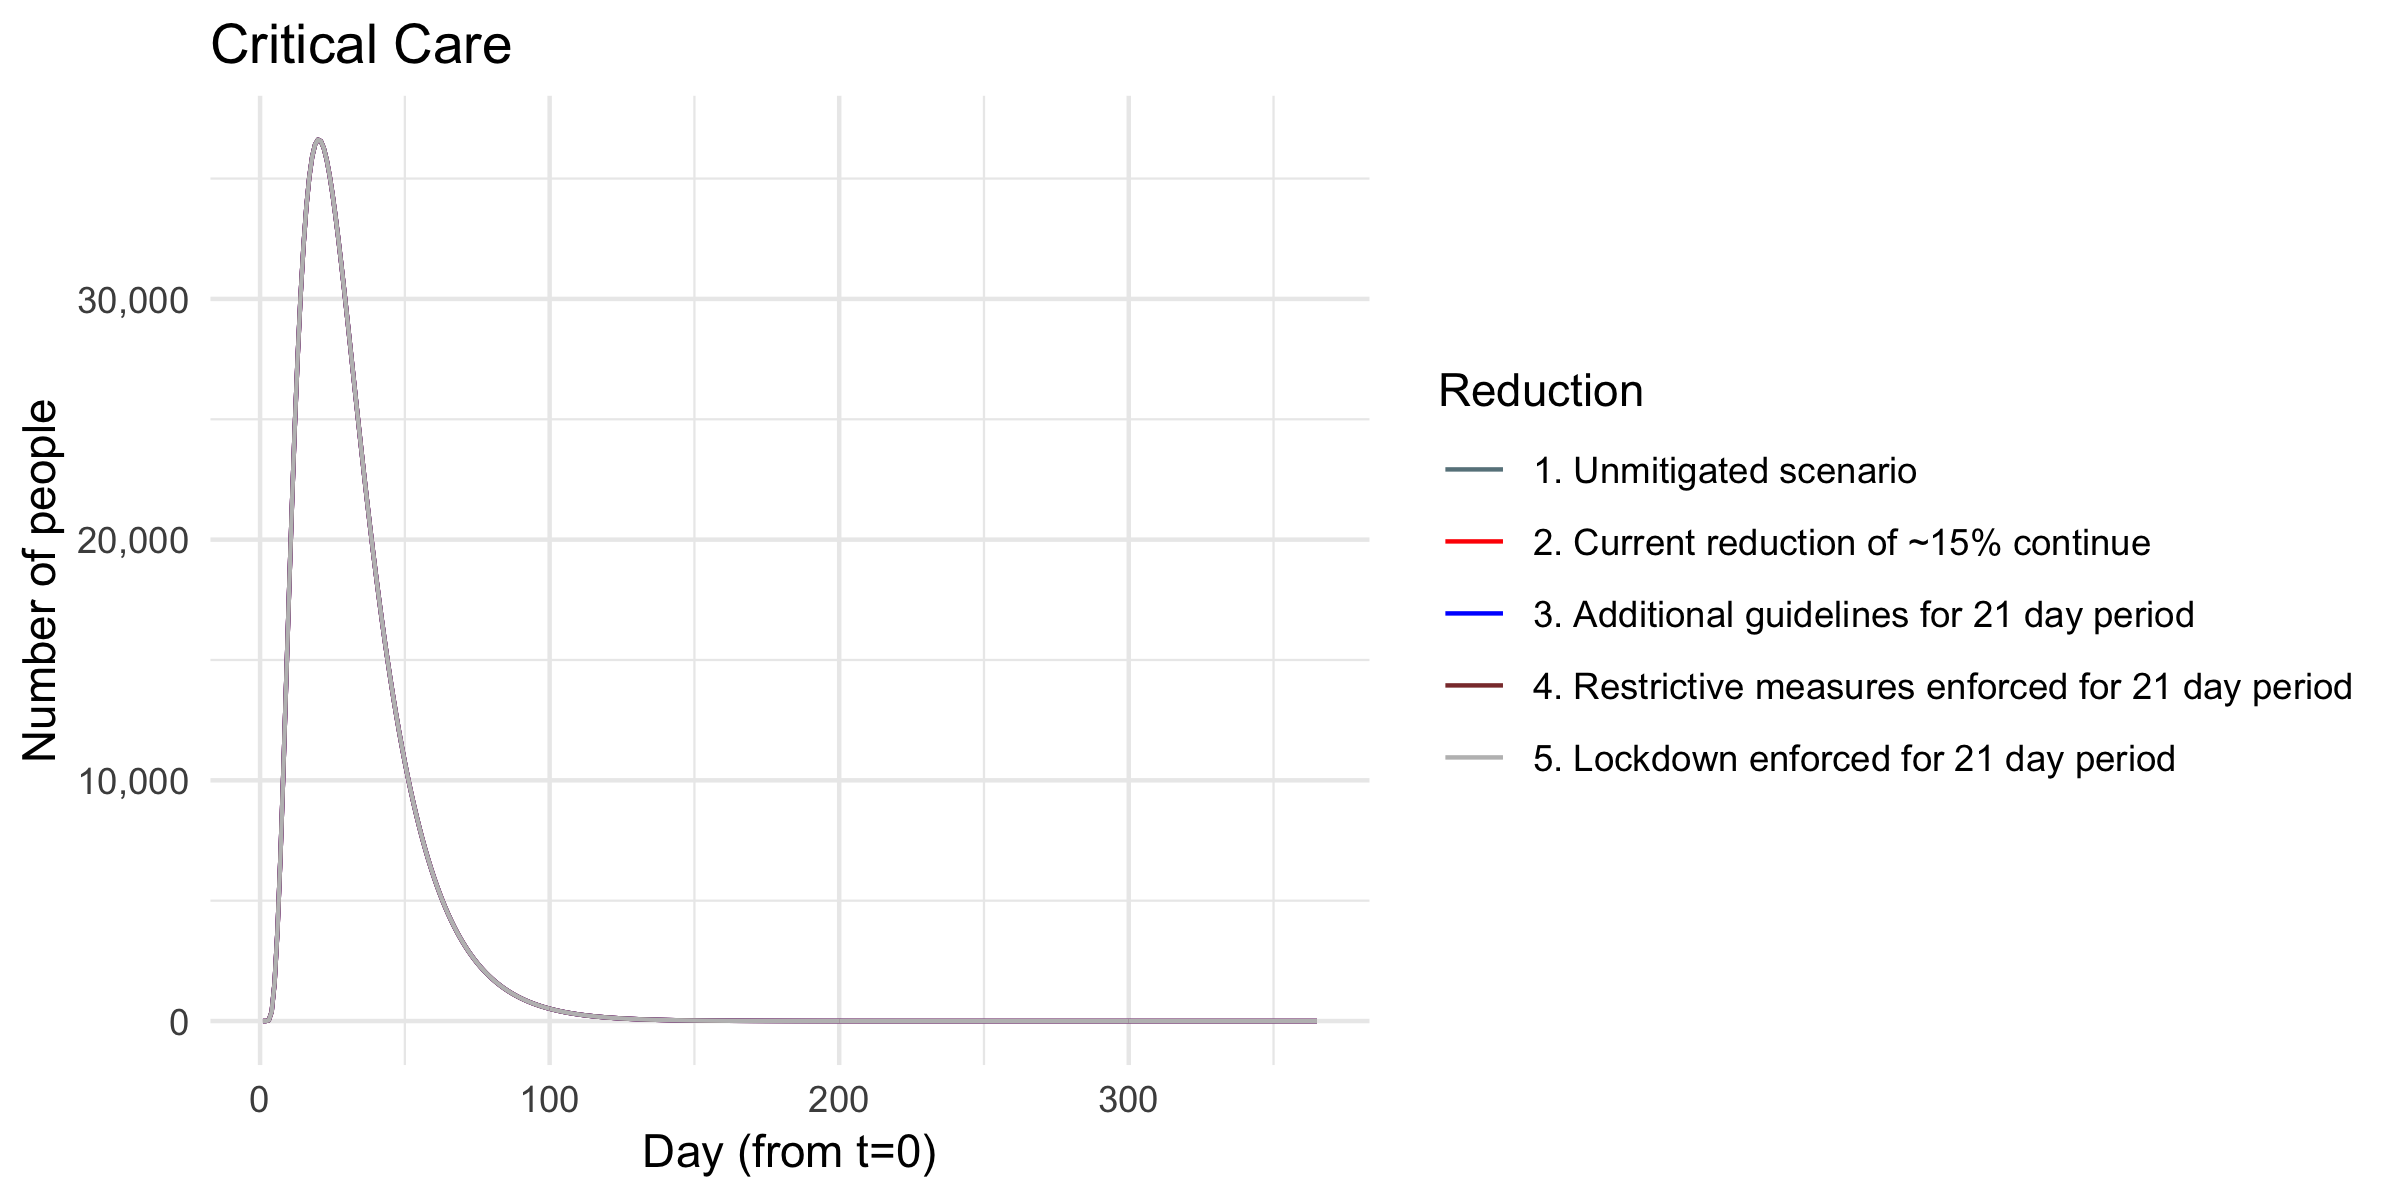 Critical Care
Number of people
30,000
20,000
10,000
0
0 100 200 300
Day (from t=0)
Reduction
1. Unmitigated scenario
2. Current reduction of ~15% continue
3. Additional guidelines for 21 day period
4. Restrictive measures enforced for 21 day period
5. Lockdown enforced for 21 day period